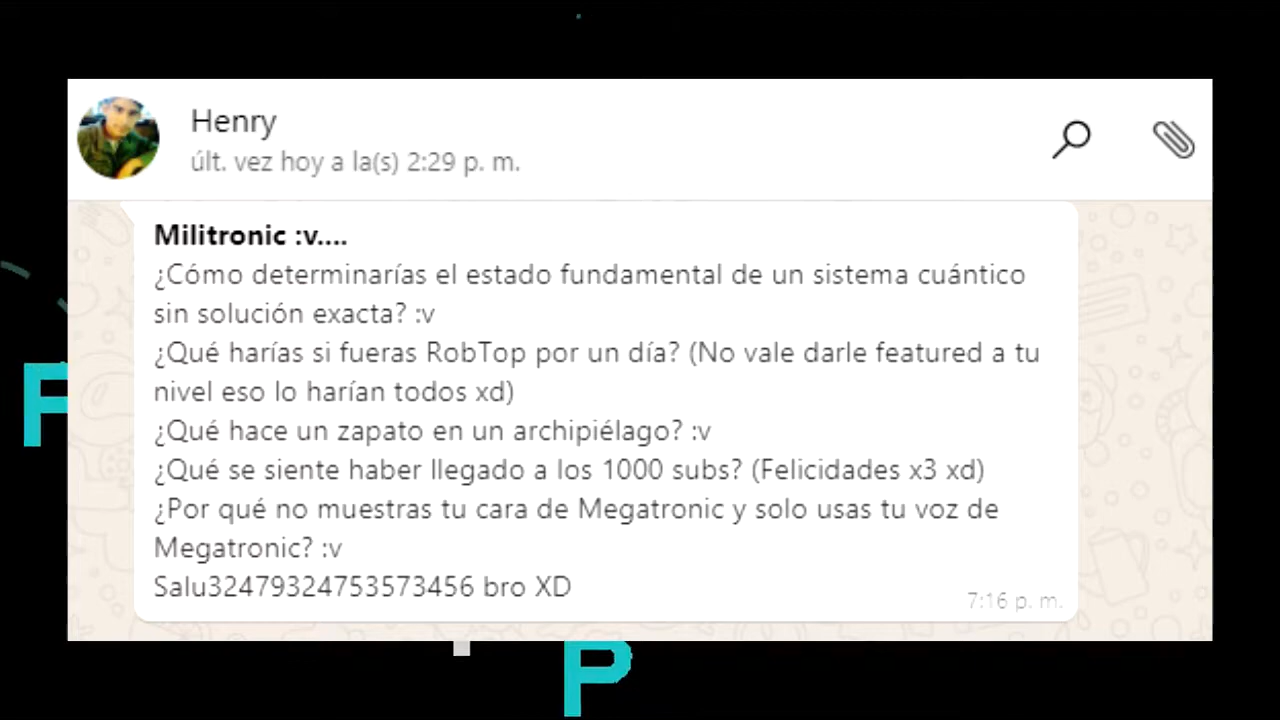 Henry
últ. vez hoy a la(s) 2:29 p. m.
Militronic :v....
¿Cómo determinarías el estado fundamental de un sistema cuántico
sin solución exacta? :v
¿Qué harías si fueras RobTop por un día? (No vale darle featured a tu
nivel eso lo harían todos xd)
¿Qué hace un zapato en un archipiélago? :v
¿Qué se siente haber llegado a los 1000 subs? (Felicidades x3 xd)
¿Por qué no muestras tu cara de Megatronic y solo usas tu voz de
Megatronic? :v
Salu32479324753573456 bro XD
7:16 p. m.
P